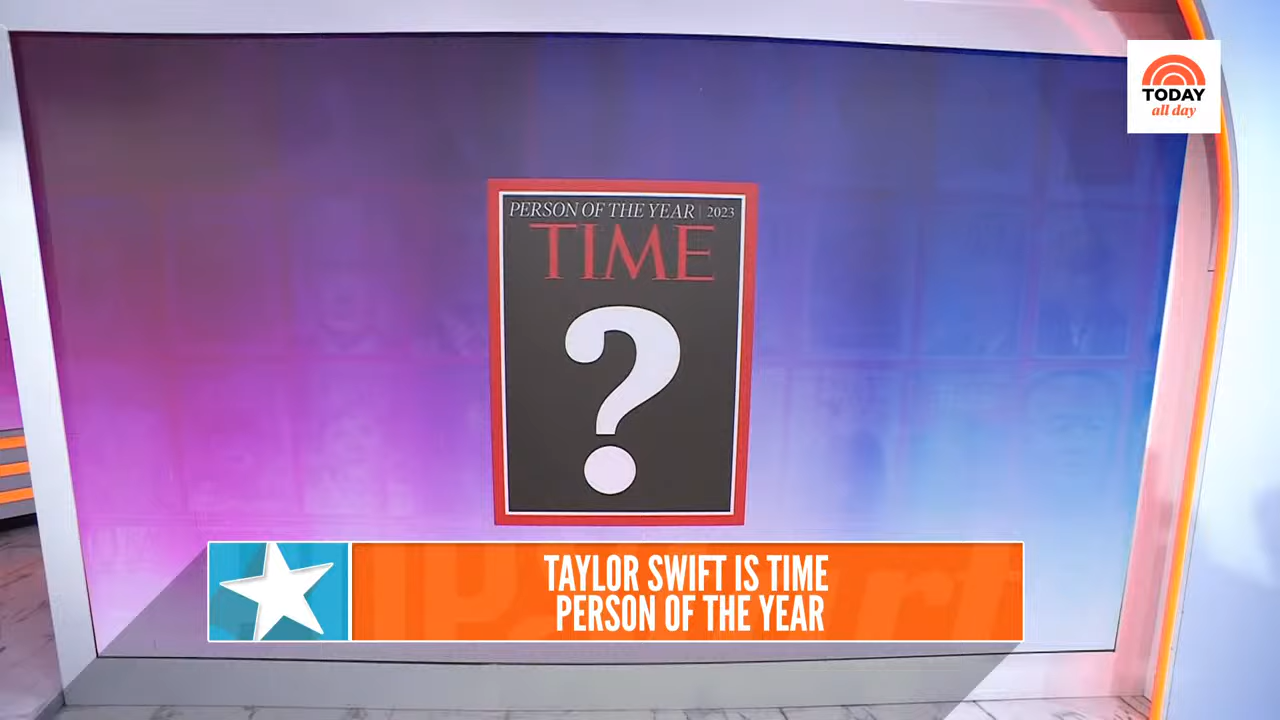 TODAY
all day
PERSON OF THE YEAR | 2023
TIME
?
TAYLOR SWIFT IS TIME
PERSON OF THE YEAR